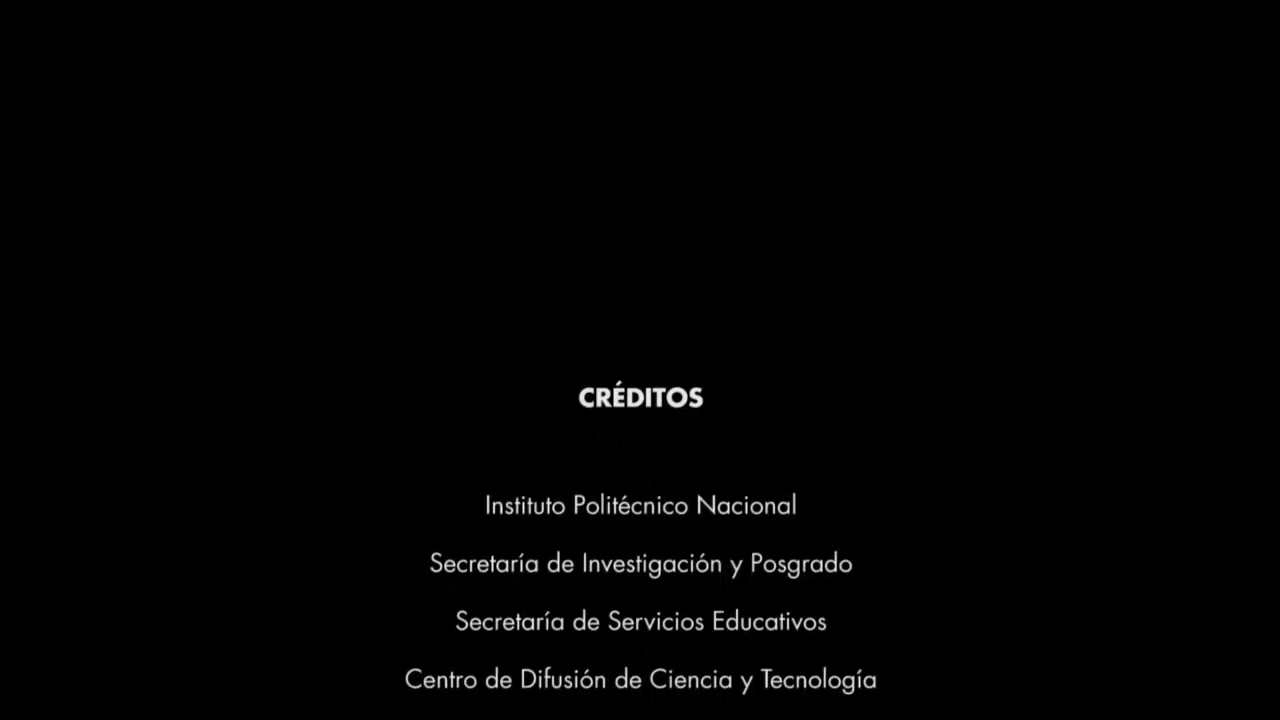 CRÉDITOS
Instituto Politécnico Nacional
Secretaría de Investigación y Posgrado
Secretaría de Servicios Educativos
Centro de Difusión de Ciencia y Tecnología